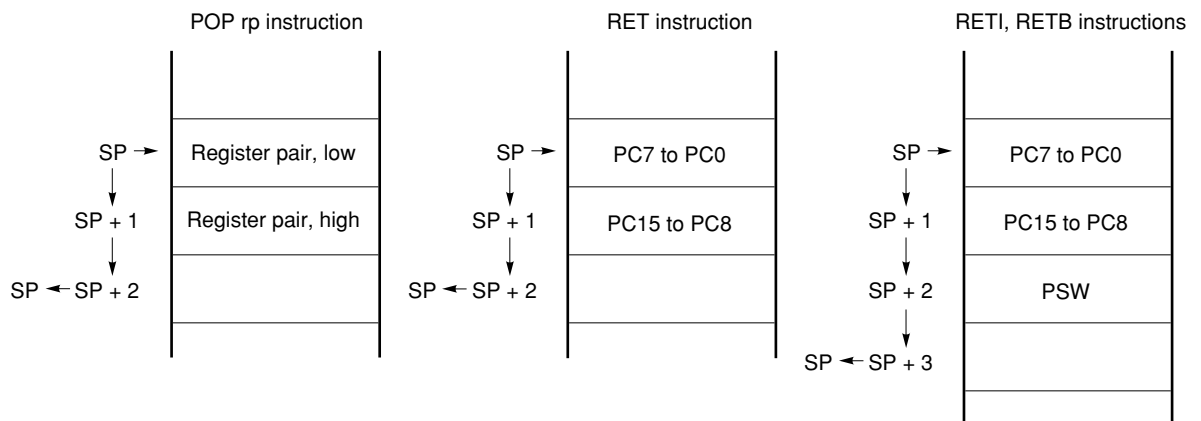 POP rp instruction
RET instruction
RETI, RETB instructions
SP
Register pair, low
SP
PC7 to PC0
SP
PC7 to PC0
SP + 1
Register pair, high
SP + 1
PC15 to PC8
SP + 1
PC15 to PC8
SP
SP + 2
SP
SP + 2
SP + 2
PSW
SP
SP + 3